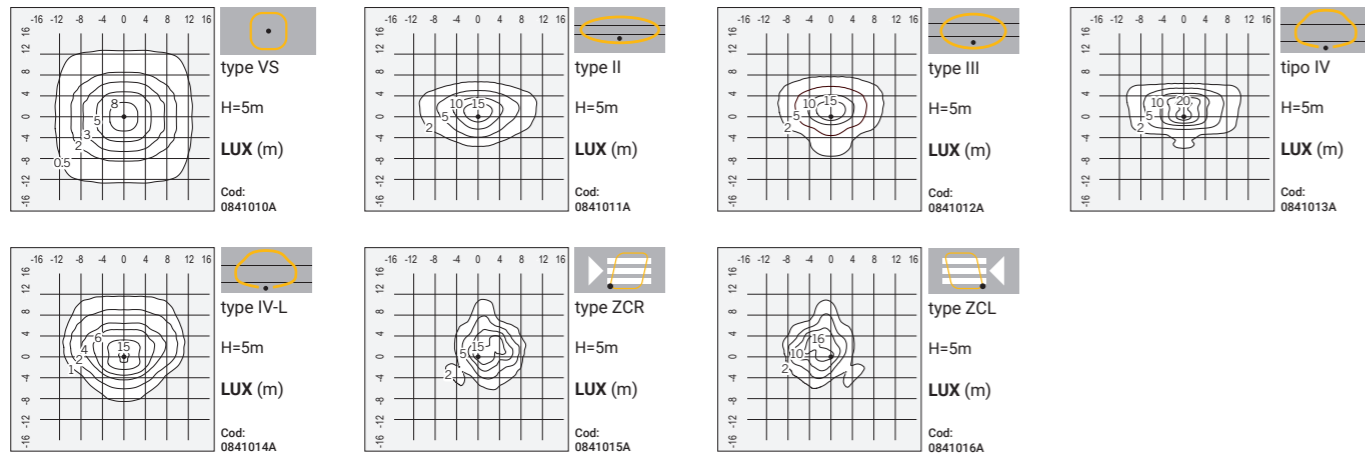 -16 -12 -8 -4 0 4 8 12 16
16
8
4
0
-4
-8
-12
-16
8
5
3
2
0.5
type VS
H=5m
LUX (m)
Cod:
0841010A
-16 -12 -8 -4 0 4 8 12 16
16
8
4
0
-4
-8
-12
-16
10 15
5
2
type II
H=5m
LUX (m)
Cod:
0841011A
-16 -12 -8 -4 0 4 8 12 16
16
8
4
0
-4
-8
-12
-16
10 15
5
2
type III
H=5m
LUX (m)
Cod:
0841012A
-16 -12 -8 -4 0 4 8 12 16
16
8
4
0
-4
-8
-12
-16
10 20
5
2
tipo IV
H=5m
LUX (m)
Cod:
0841013A
-16 -12 -8 -4 0 4 8 12 16
16
8
4
0
-4
-8
-12
-16
6
15
4
2
1
type IV-L
H=5m
LUX (m)
Cod:
0841014A
-16 -12 -8 -4 0 4 8 12 16
16
8
4
0
-4
-8
-12
-16
15
5
2
type ZCR
H=5m
LUX (m)
Cod:
0841015A
-16 -12 -8 -4 0 4 8 12 16
16
8
4
0
-4
-8
-12
-16
16
10
2
type ZCL
H=5m
LUX (m)
Cod:
0841016A